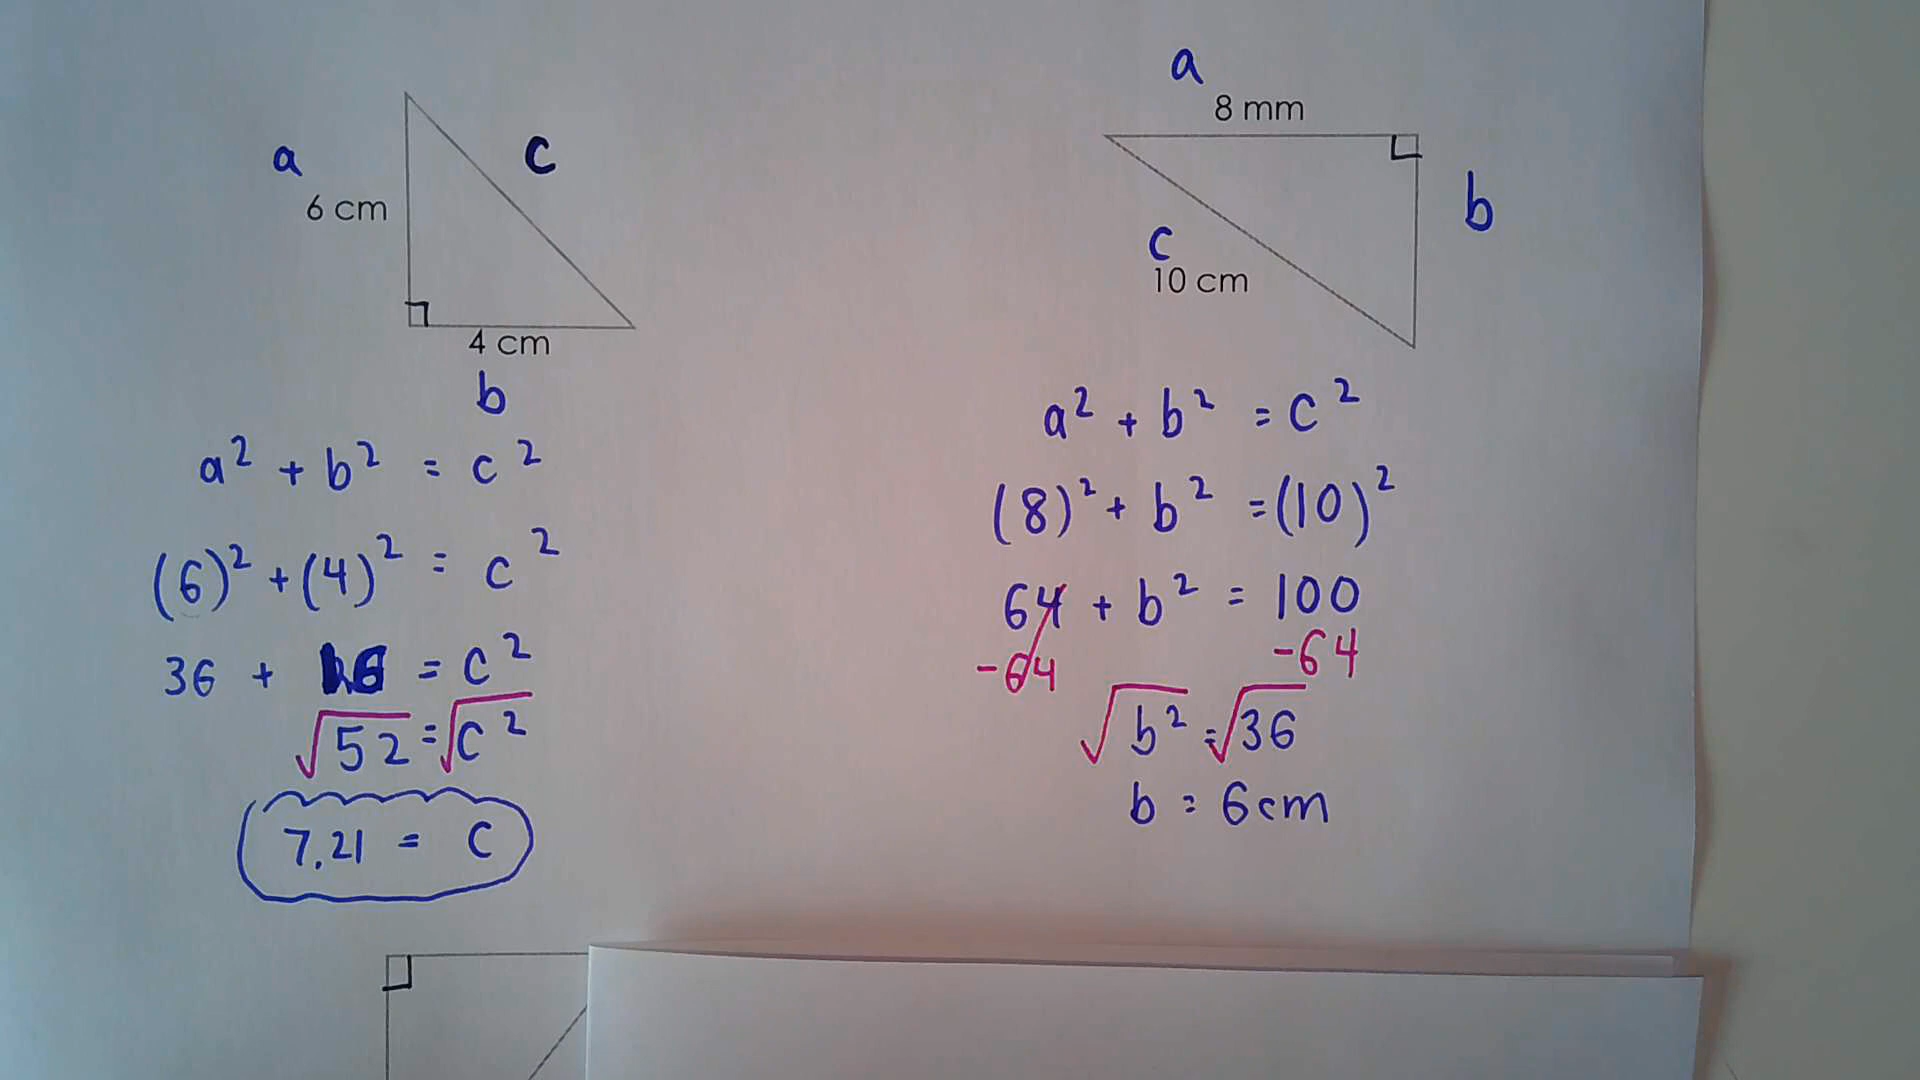 a
6 cm
c
4 cm
b
a² + b² = c²
(6)² + (4)² = c²
36 + 16 = c²
√52 = √c²
7.21 = c
a
8 mm
b
c
10 cm
a² + b² = c²
(8)² + b² = (10)²
64 + b² = 100
-64 -64
√b² = √36
b = 6cm